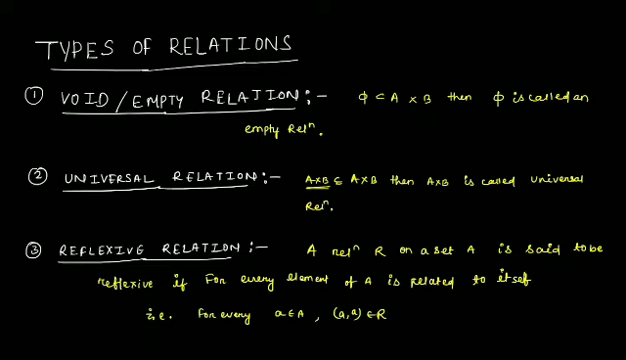 TYPES OF RELATIONS
① VOID / EMPTY RELATION :- ϕ ⊂ A × B then ϕ is called an
empty Relⁿ.
② UNIVERSAL RELATION :- A×B ⊆ A×B then A×B is called universal
Relⁿ.
③ REFLEXIVE RELATION :- A relⁿ R on a set A is said to be
reflexive if For every element of A is related to itself
i.e. For every a ∈ A , (a,a) ∈ R